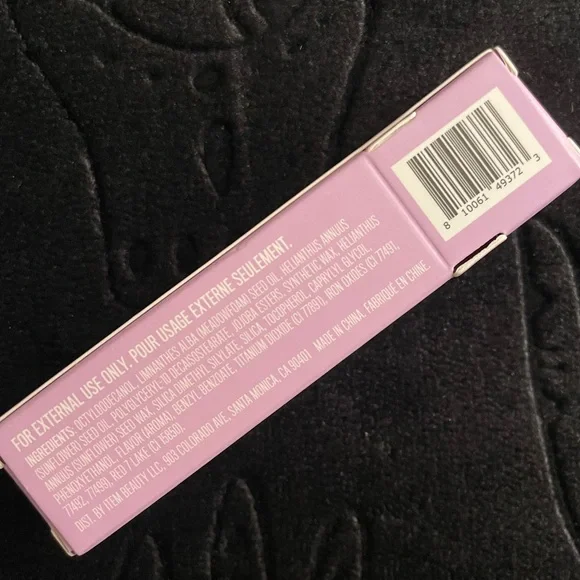 FOR EXTERNAL USE ONLY. POUR USAGE EXTERNE SEULEMENT.
INGREDIENTS: OCTYLDODECANOL, LIMNANTHES ALBA (MEADOWFOAM) SEED OIL, HELIANTHUS ANNUUS
(SUNFLOWER) SEED OIL, POLYGLYCERYL-10 DECAISOSTEARATE, JOJOBA ESTERS, SYNTHETIC WAX, HELIANTHUS
ANNUUS (SUNFLOWER) SEED WAX, SILICA DIMETHYL SILYLATE, SILICA, TOCOPHEROL, CAPRYLYL GLYCOL,
PHENOXYETHANOL, FLAVOR (AROMA), BENZYL BENZOATE, TITANIUM DIOXIDE (CI 77891), IRON OXIDES (CI 77491,
77492, 77499), RED 7 LAKE (CI 15850).
DIST. BY ITEM BEAUTY LLC, 903 COLORADO AVE, SANTA MONICA, CA 90401 MADE IN CHINA. FABRIQUÉ EN CHINE.
8 10061 49372 3